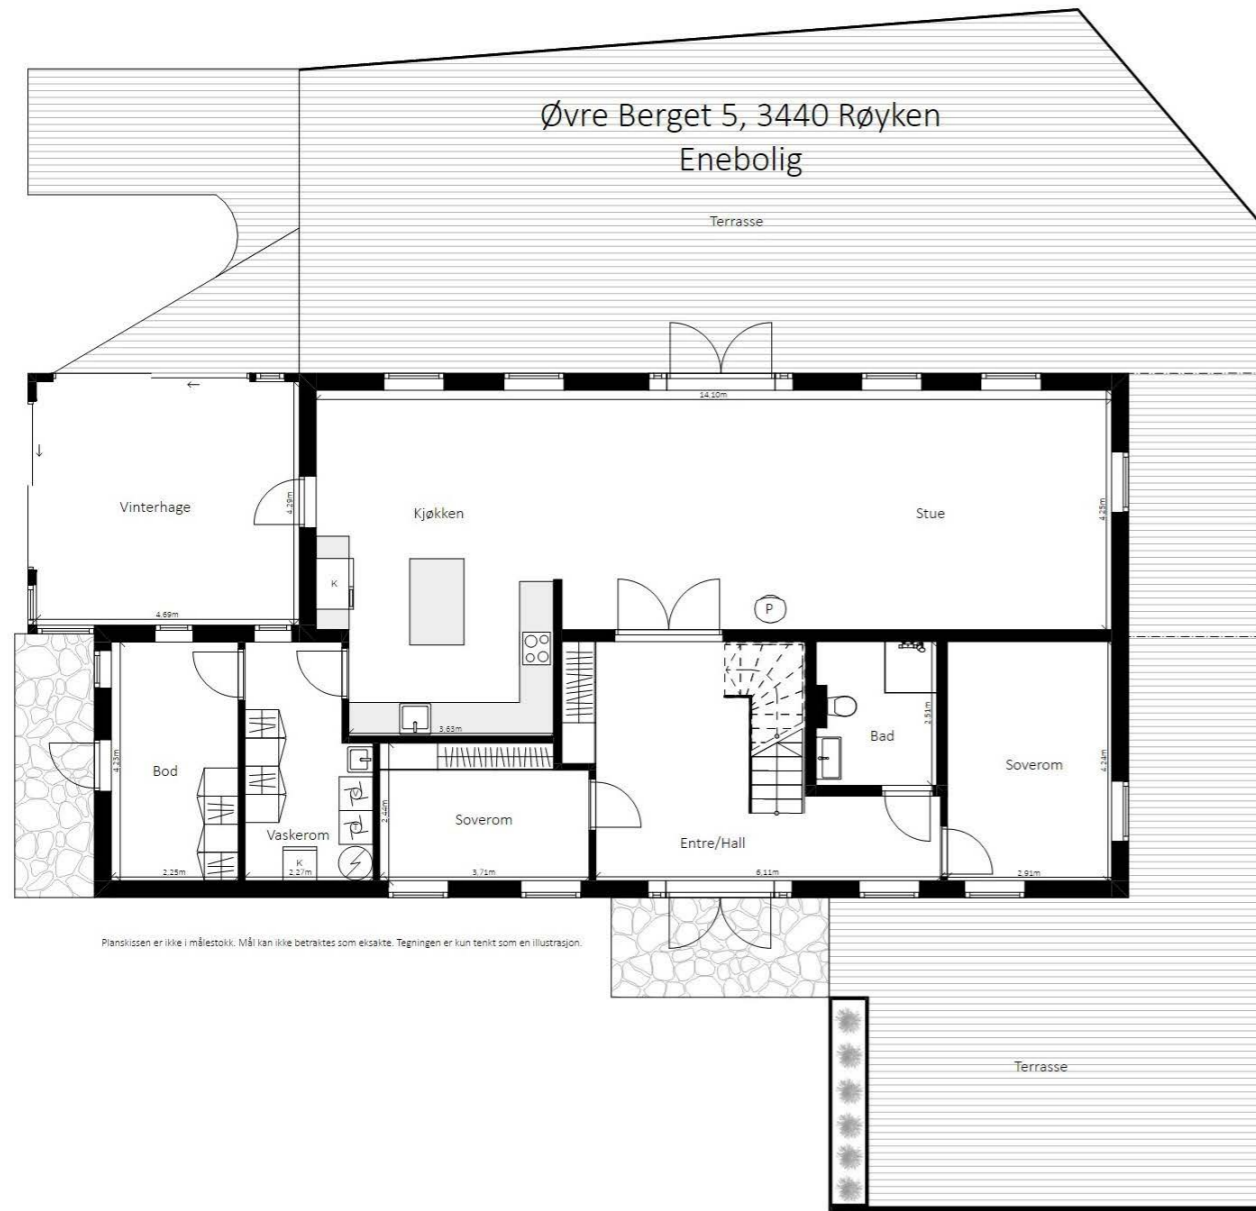 Øvre Berget 5, 3440 Røyken
Enebolig
Terrasse
14,10m
Vinterhage
4,29m
4,69m
Kjøkken
K
3,63m
Stue
4,25m
P
Bod
4,23m
2,25m
Vaskerom
K
2,27m
Soverom
2,44m
3,71m
Entre/Hall
6,11m
Bad
2,51m
Soverom
4,24m
2,91m
Planskissen er ikke i målestokk. Mål kan ikke betraktes som eksakte. Tegningen er kun tenkt som en illustrasjon.
Terrasse